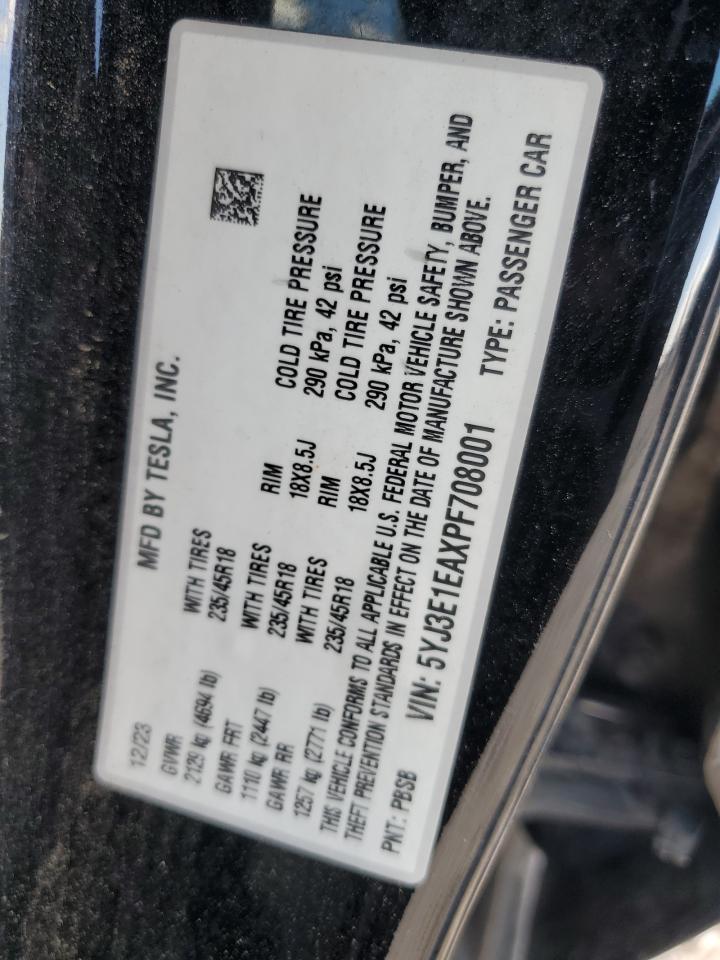 MFD BY TESLA, INC.
12/23
GVWR
2129 kg (4694 lb)
WITH TIRES
235/45R18
GAWR FRT
1110 kg (2447 lb)
WITH TIRES
235/45R18
RIM
18X8.5J
COLD TIRE PRESSURE
290 kPa, 42 psi
GAWR RR
1257 kg (2771 lb)
WITH TIRES
235/45R18
RIM
18X8.5J
COLD TIRE PRESSURE
290 kPa, 42 psi
THIS VEHICLE CONFORMS TO ALL APPLICABLE U.S. FEDERAL MOTOR VEHICLE SAFETY, BUMPER, AND
THEFT PREVENTION STANDARDS IN EFFECT ON THE DATE OF MANUFACTURE SHOWN ABOVE.
PNT: PBSB
VIN: 5YJ3E1EAXPF708001
TYPE: PASSENGER CAR